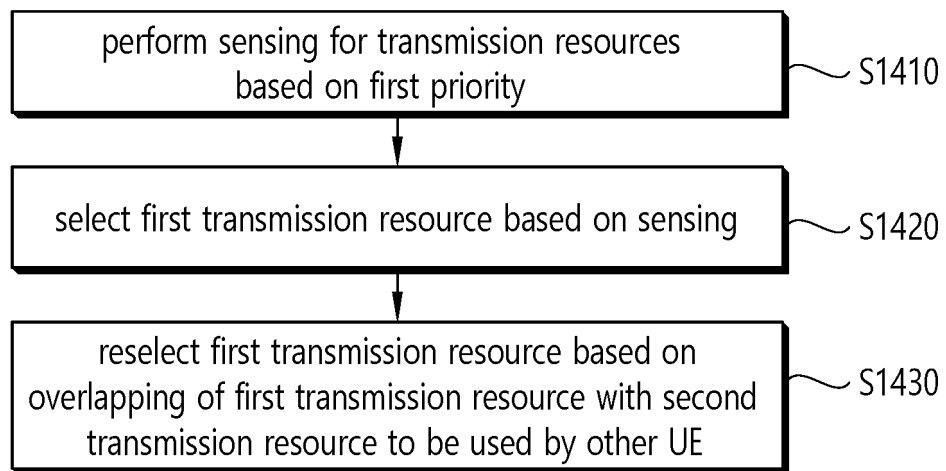 perform sensing for transmission resources
based on first priority
S1410
select first transmission resource based on sensing
S1420
reselect first transmission resource based on
overlapping of first transmission resource with second
transmission resource to be used by other UE
S1430